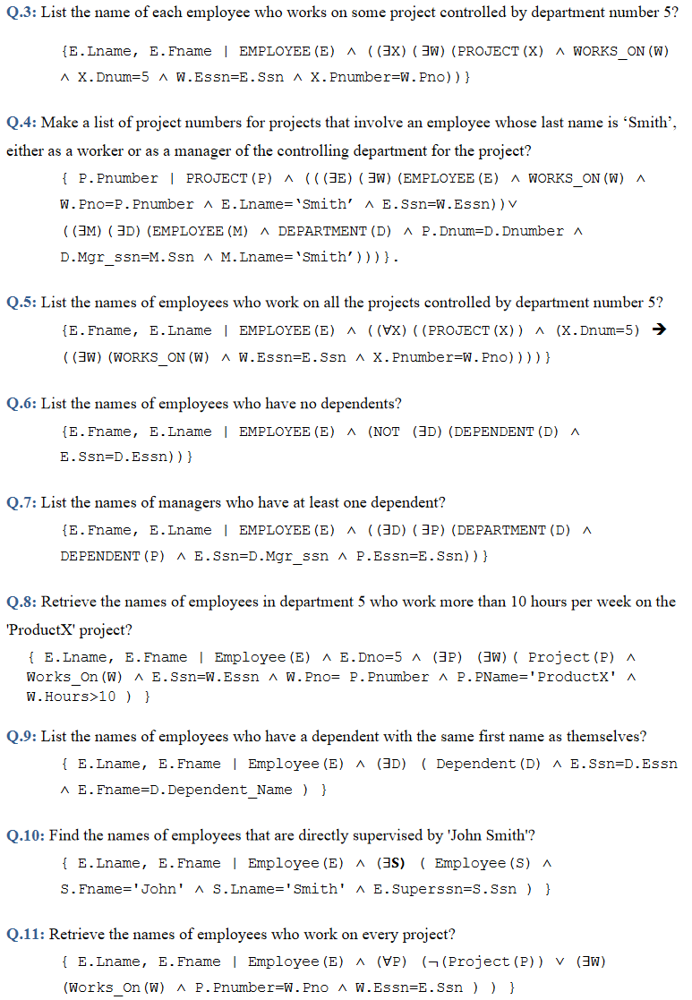 Q.3: List the name of each employee who works on some project controlled by department number 5?
{E.Lname, E.Fname | EMPLOYEE(E) ∧ ((∃X)(∃W)(PROJECT(X) ∧ WORKS_ON(W)
∧ X.Dnum=5 ∧ W.Essn=E.Ssn ∧ X.Pnumber=W.Pno))}
Q.4: Make a list of project numbers for projects that involve an employee whose last name is ‘Smith’,
either as a worker or as a manager of the controlling department for the project?
{ P.Pnumber | PROJECT(P) ∧ (((∃E)(∃W)(EMPLOYEE(E) ∧ WORKS_ON(W) ∧
W.Pno=P.Pnumber ∧ E.Lname=‘Smith’ ∧ E.Ssn=W.Essn))∨
((∃M)(∃D)(EMPLOYEE(M) ∧ DEPARTMENT(D) ∧ P.Dnum=D.Dnumber ∧
D.Mgr_ssn=M.Ssn ∧ M.Lname=‘Smith’)))}.
Q.5: List the names of employees who work on all the projects controlled by department number 5?
{E.Fname, E.Lname | EMPLOYEE(E) ∧ ((∀X)((PROJECT(X)) ∧ (X.Dnum=5) ➔
((∃W)(WORKS_ON(W) ∧ W.Essn=E.Ssn ∧ X.Pnumber=W.Pno))))}
Q.6: List the names of employees who have no dependents?
{E.Fname, E.Lname | EMPLOYEE(E) ∧ (NOT (∃D)(DEPENDENT(D) ∧
E.Ssn=D.Essn))}
Q.7: List the names of managers who have at least one dependent?
{E.Fname, E.Lname | EMPLOYEE(E) ∧ ((∃D)(∃P)(DEPARTMENT(D) ∧
DEPENDENT(P) ∧ E.Ssn=D.Mgr_ssn ∧ P.Essn=E.Ssn))}
Q.8: Retrieve the names of employees in department 5 who work more than 10 hours per week on the
'ProductX' project?
{ E.Lname, E.Fname | Employee(E) ∧ E.Dno=5 ∧ (∃P) (∃W)( Project(P) ∧
Works_On(W) ∧ E.Ssn=W.Essn ∧ W.Pno= P.Pnumber ∧ P.PName='ProductX' ∧
W.Hours>10 ) }
Q.9: List the names of employees who have a dependent with the same first name as themselves?
{ E.Lname, E.Fname | Employee(E) ∧ (∃D) ( Dependent(D) ∧ E.Ssn=D.Essn
∧ E.Fname=D.Dependent_Name ) }
Q.10: Find the names of employees that are directly supervised by 'John Smith'?
{ E.Lname, E.Fname | Employee(E) ∧ (∃S) ( Employee(S) ∧
S.Fname='John' ∧ S.Lname='Smith' ∧ E.Superssn=S.Ssn ) }
Q.11: Retrieve the names of employees who work on every project?
{ E.Lname, E.Fname | Employee(E) ∧ (∀P) (¬(Project(P)) ∨ (∃W)
(Works_On(W) ∧ P.Pnumber=W.Pno ∧ W.Essn=E.Ssn ) ) }